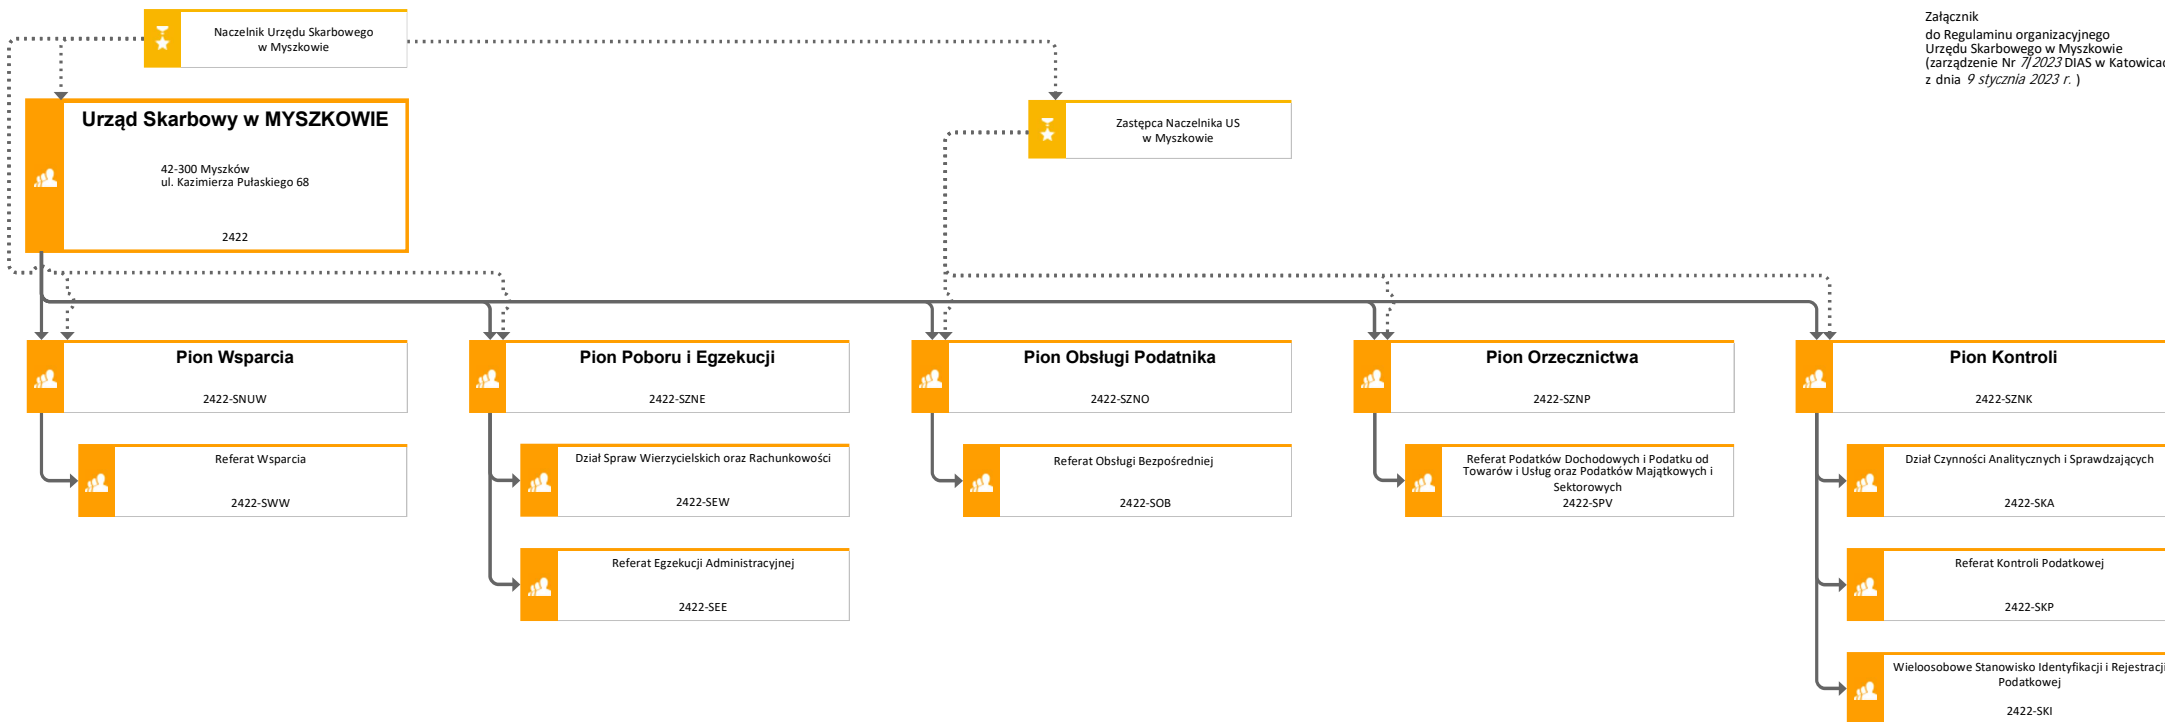 Naczelnik Urzędu Skarbowego
w Myszkowie
Załącznik
do Regulaminu organizacyjnego
Urzędu Skarbowego w Myszkowie
(zarządzenie Nr 7/2023 DIAS w Katowicac
z dnia 9 stycznia 2023 r. )
Urząd Skarbowy w MYSZKOWIE
42-300 Myszków
ul. Kazimierza Pułaskiego 68
2422
Zastępca Naczelnika US
w Myszkowie
Pion Wsparcia
2422-SNUW
Referat Wsparcia
2422-SWW
Pion Poboru i Egzekucji
2422-SZNE
Dział Spraw Wierzycielskich oraz Rachunkowości
2422-SEW
Referat Egzekucji Administracyjnej
2422-SEE
Pion Obsługi Podatnika
2422-SZNO
Referat Obsługi Bezpośredniej
2422-SOB
Pion Orzecznictwa
2422-SZNP
Referat Podatków Dochodowych i Podatku od
Towarów i Usług oraz Podatków Majątkowych i
Sektorowych
2422-SPV
Pion Kontroli
2422-SZNK
Dział Czynności Analitycznych i Sprawdzających
2422-SKA
Referat Kontroli Podatkowej
2422-SKP
Wieloosobowe Stanowisko Identyfikacji i Rejestracji
Podatkowej
2422-SKI